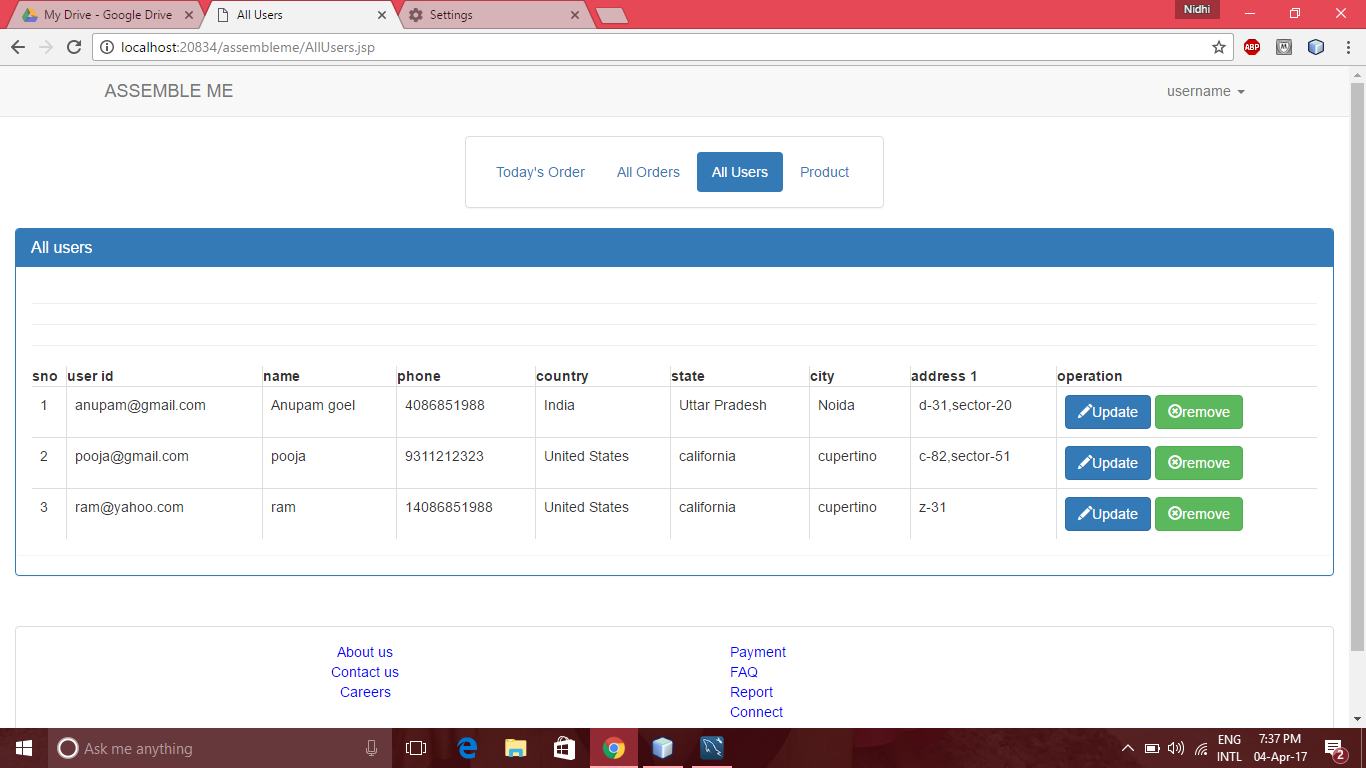 My Drive - Google Drive
All Users
Settings
Nidhi
localhost:20834/assembleme/AllUsers.jsp
ABP
ASSEMBLE ME
username
Today's Order
All Orders
All Users
Product
All users
sno user id name phone country state city address 1 operation
1 anupam@gmail.com Anupam goel 4086851988 India Uttar Pradesh Noida d-31,sector-20 Update remove
2 pooja@gmail.com pooja 9311212323 United States california cupertino c-82,sector-51 Update remove
3 ram@yahoo.com ram 14086851988 United States california cupertino z-31 Update remove
About us
Contact us
Careers
Payment
FAQ
Report
Connect
Ask me anything
ENG
INTL
7:37 PM
04-Apr-17
2